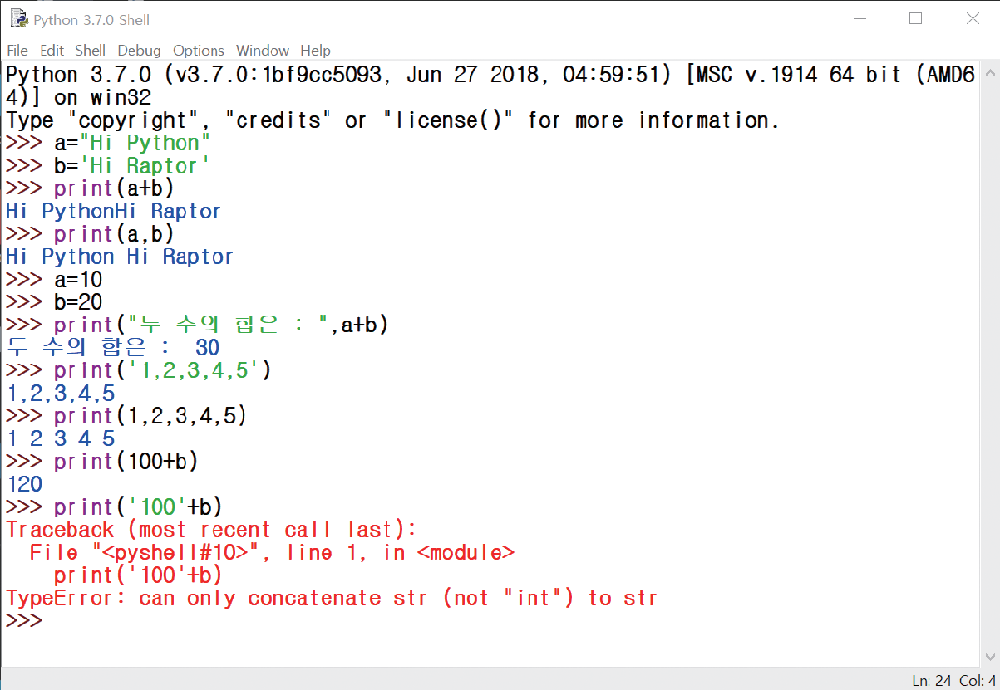 Python 3.7.0 Shell
File Edit Shell Debug Options Window Help
Python 3.7.0 (v3.7.0:1bf9cc5093, Jun 27 2018, 04:59:51) [MSC v.1914 64 bit (AMD6
4)] on win32
Type "copyright", "credits" or "license()" for more information.
>>> a="Hi Python"
>>> b='Hi Raptor'
>>> print(a+b)
Hi PythonHi Raptor
>>> print(a,b)
Hi Python Hi Raptor
>>> a=10
>>> b=20
>>> print("두 수의 합은 : ",a+b)
두 수의 합은 :  30
>>> print('1,2,3,4,5')
1,2,3,4,5
>>> print(1,2,3,4,5)
1 2 3 4 5
>>> print(100+b)
120
>>> print('100'+b)
Traceback (most recent call last):
  File "<pyshell#10>", line 1, in <module>
    print('100'+b)
TypeError: can only concatenate str (not "int") to str
>>>
Ln: 24 Col: 4